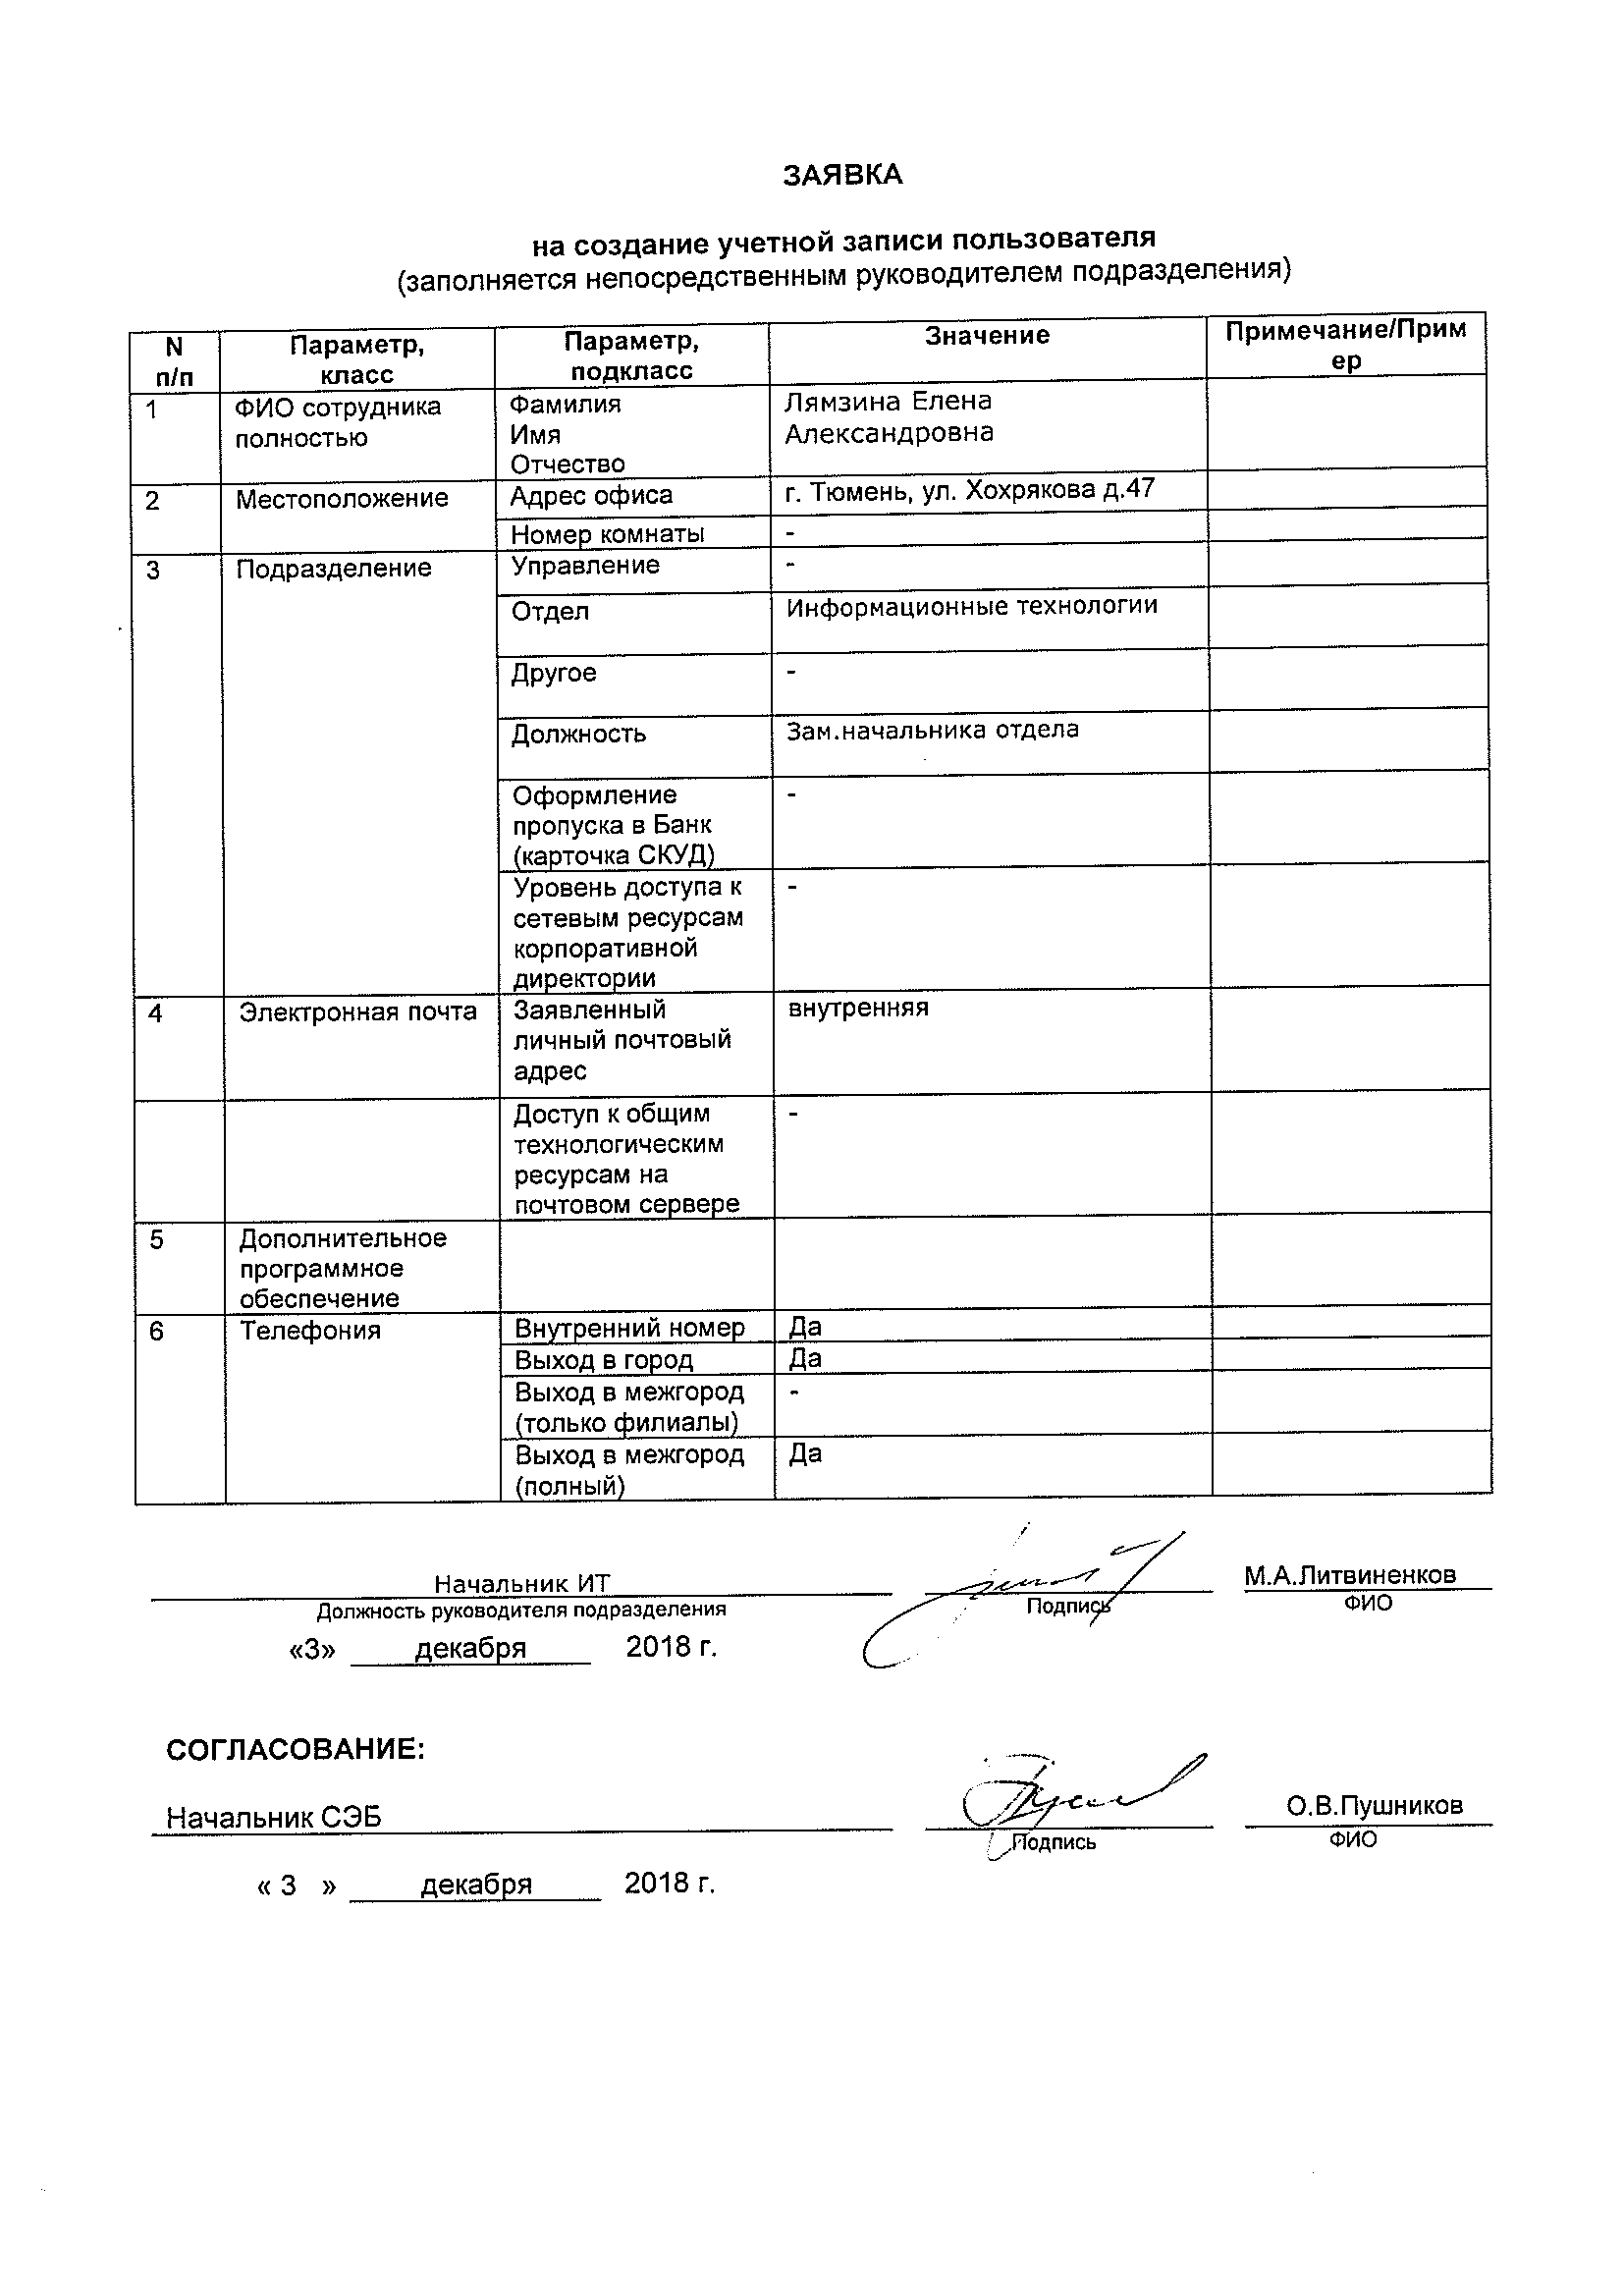 ЗАЯВКА
на создание учетной записи пользователя
(заполняется непосредственным руководителем подразделения)
N п/п
Параметр, класс
Параметр, подкласс
Значение
Примечание/Прим
ер
1
ФИО сотрудника
полностью
Фамилия
Имя
Отчество
Лямзина Елена
Александровна
2
Местоположение
Адрес офиса
г. Тюмень, ул. Хохрякова д.47
Номер комнаты
-
3
Подразделение
Управление
-
Отдел
Информационные технологии
Другое
-
Должность
Зам.начальника отдела
Оформление
пропуска в Банк
(карточка СКУД)
-
Уровень доступа к
сетевым ресурсам
корпоративной
директории
-
4
Электронная почта
Заявленный
личный почтовый
адрес
внутренняя
Доступ к общим
технологическим
ресурсам на
почтовом сервере
-
5
Дополнительное
программное
обеспечение
6
Телефония
Внутренний номер
Да
Выход в город
Да
Выход в межгород
(только филиалы)
-
Выход в межгород
(полный)
Да
Начальник ИТ
М.А.Литвиненков
Должность руководителя подразделения
Подпись
ФИО
«3» декабря 2018 г.
СОГЛАСОВАНИЕ:
Начальник СЭБ
О.В.Пушников
Подпись
ФИО
« 3 » декабря 2018 г.